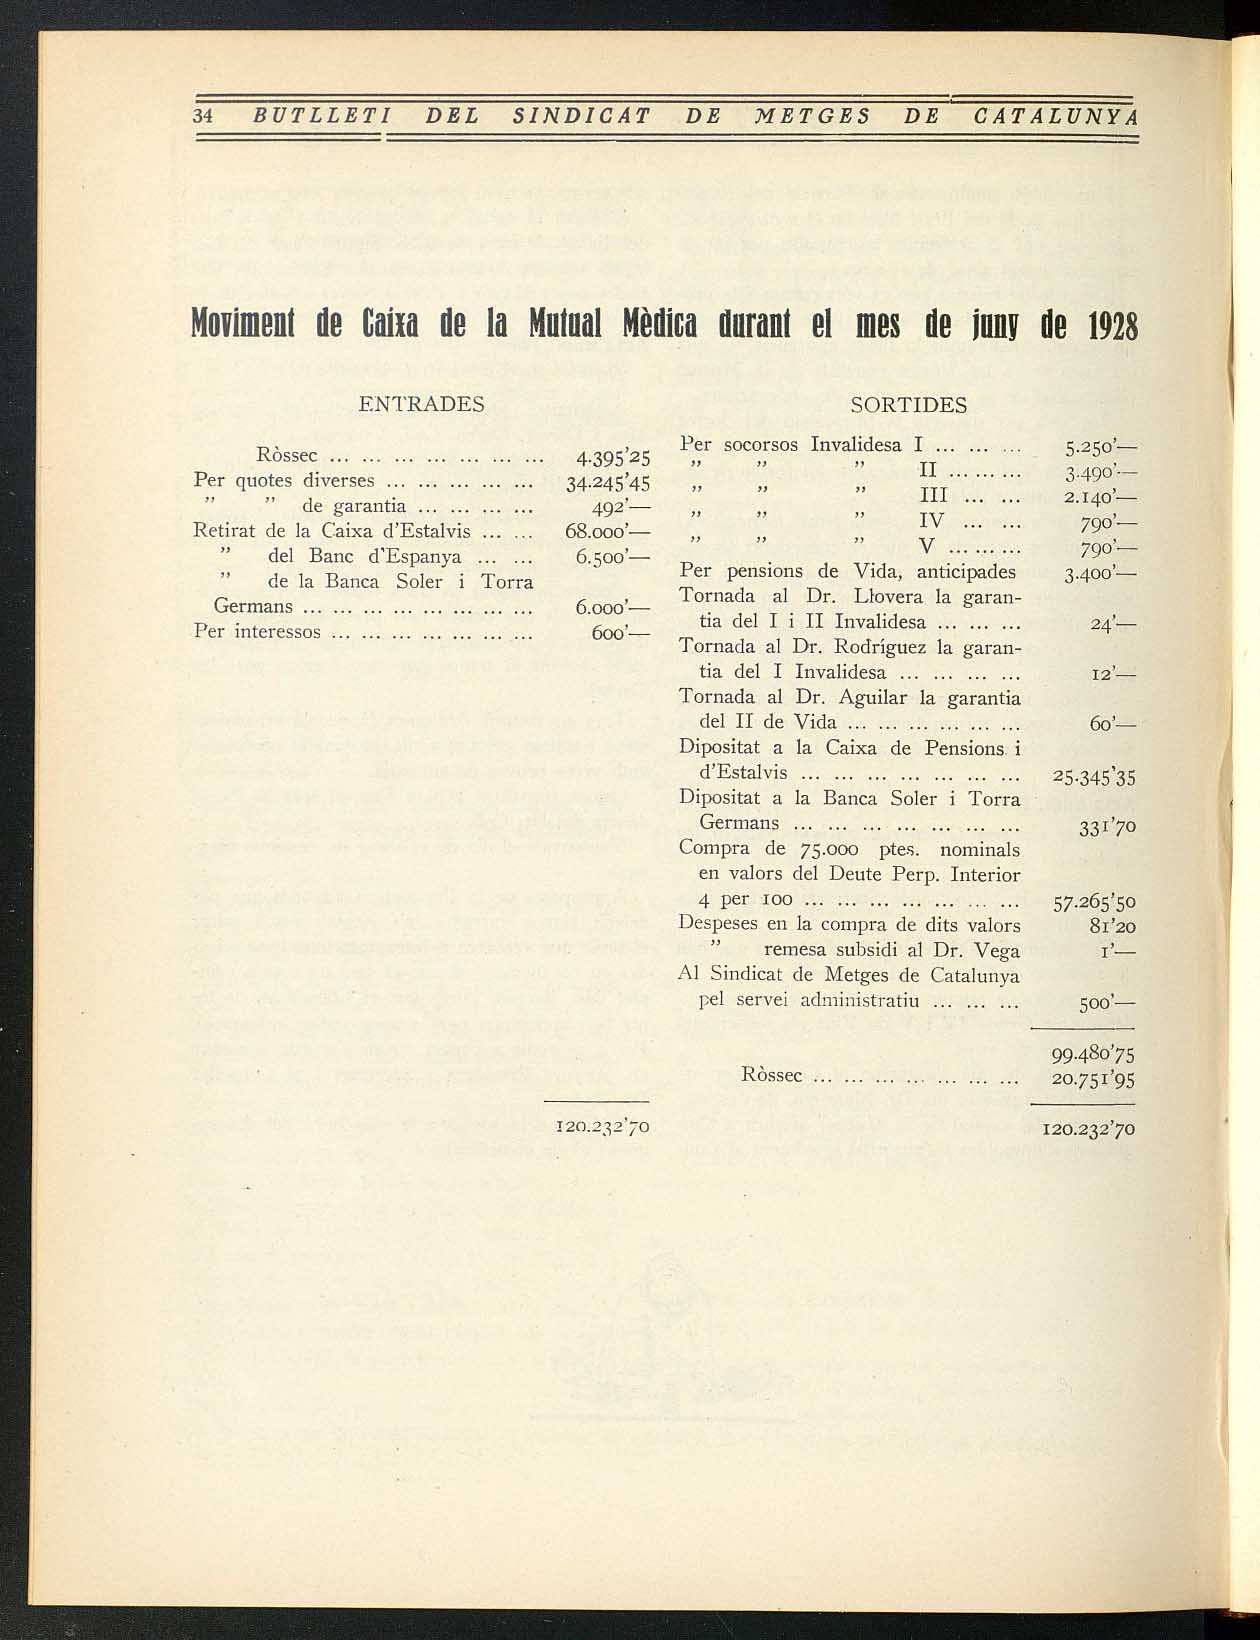 34 BUTLLETI DEL SINDICAT DE METGES DE CATALUNYA
Moviment de Caixa de la Mutual Mèdica durant el mes de juny de 1928
ENTRADES
Ròssec ... ... ... ... ... ... ... 4.395'25
Per quotes diverses ... ... ... ... ... 34.245'45
" " de garantia ... ... ... ... 492'—
Retirat de la Caixa d'Estalvis ... ... 68.000'—
" del Banc d'Espanya ... ... 6.500'—
" de la Banca Soler i Torra
Germans ... ... ... ... ... ... ... ... 6.000'—
Per interessos ... ... ... ... ... ... ... 600'—
120.232'70
SORTIDES
Per socorsos Invalidesa I ... ... ... 5.250'—
" " " II ... ... ... 3.490'—
" " " III ... ... 2.140'—
" " " IV ... ... 790'—
" " " V ... ... ... 790'—
Per pensions de Vida, anticipades 3.400'—
Tornada al Dr. Llovera la garan-
tia del I i II Invalidesa ... ... ... 24'—
Tornada al Dr. Rodríguez la garan-
tia del I Invalidesa ... ... ... ... 12'—
Tornada al Dr. Aguilar la garantia
del II de Vida ... ... ... ... ... ... 60'—
Dipositat a la Caixa de Pensions i
d'Estalvis ... ... ... ... ... ... ... 25.345'35
Dipositat a la Banca Soler i Torra
Germans ... ... ... ... ... ... ... 331'70
Compra de 75.000 ptes. nominals
en valors del Deute Perp. Interior
4 per 100 ... ... ... ... ... ... ... 57.265'50
Despeses en la compra de dits valors 81'20
" remesa subsidi al Dr. Vega 1'—
Al Sindicat de Metges de Catalunya
pel servei administratiu ... ... ... 500'—
99.480'75
Ròssec ... ... ... ... ... ... ... 20.751'95
120.232'70